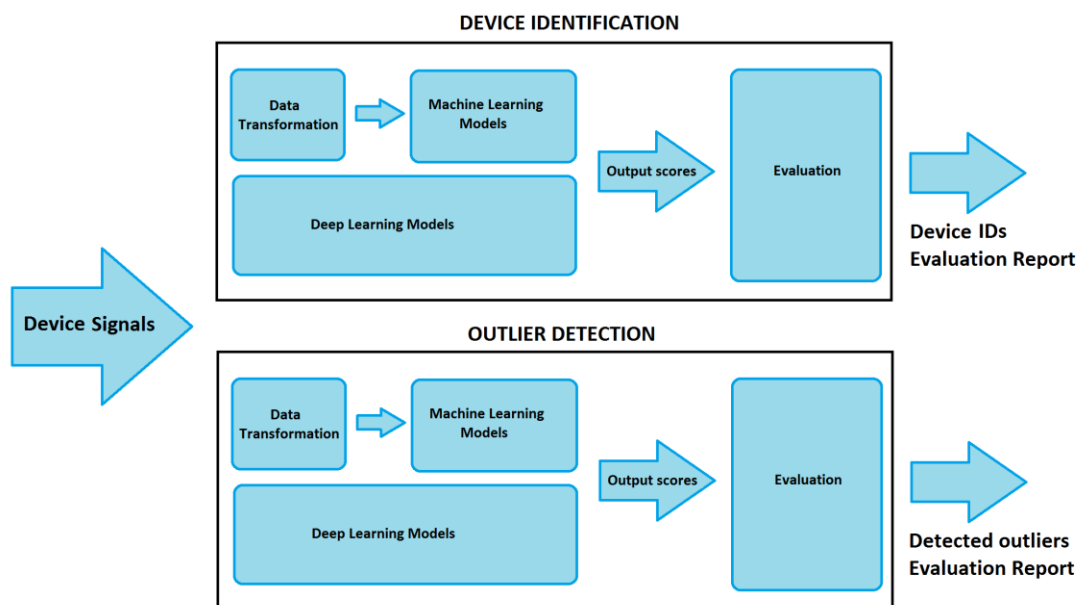 DEVICE IDENTIFICATION
Data
Transformation
Machine Learning
Models
Deep Learning Models
Output scores
Evaluation
Device IDs
Evaluation Report
Device Signals
OUTLIER DETECTION
Data
Transformation
Machine Learning
Models
Deep Learning Models
Output scores
Evaluation
Detected outliers
Evaluation Report